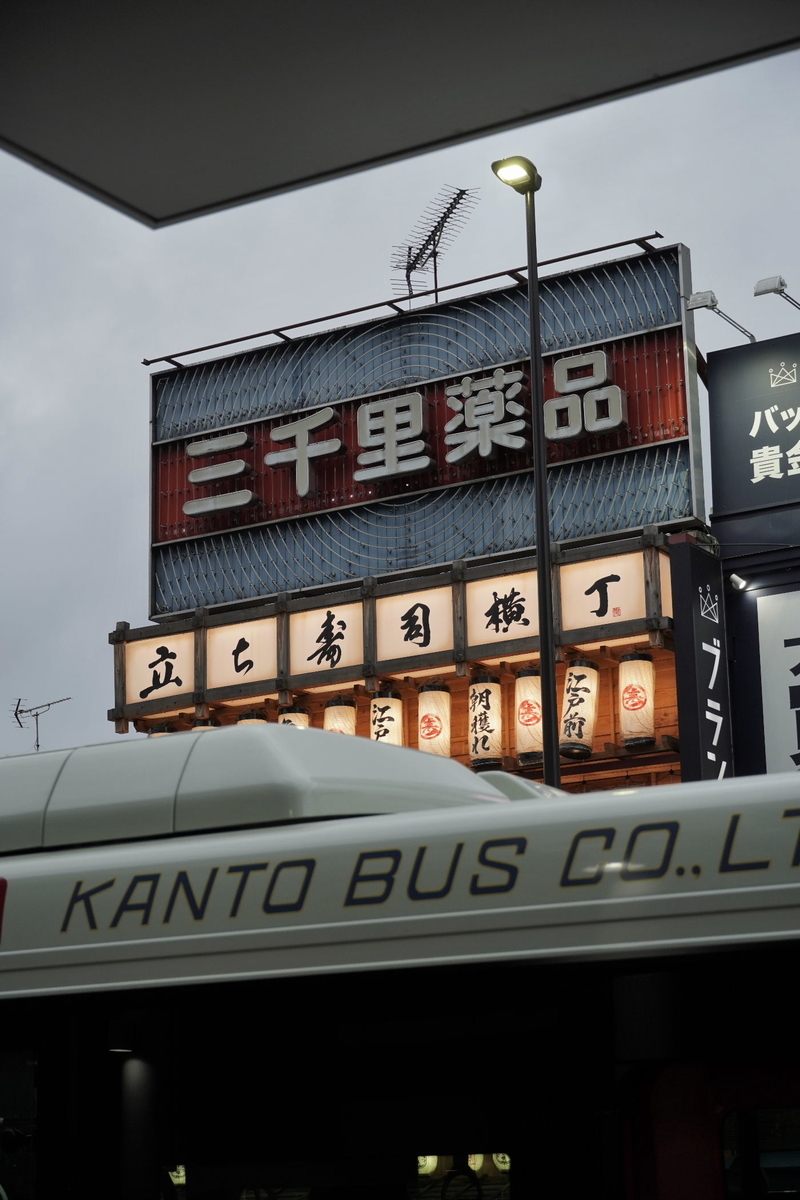 三千里薬品
バッ
貴金
立ち寿司横丁
江戸
朝獲れ
江戸前
ブラン
KANTO BUS CO.,LT